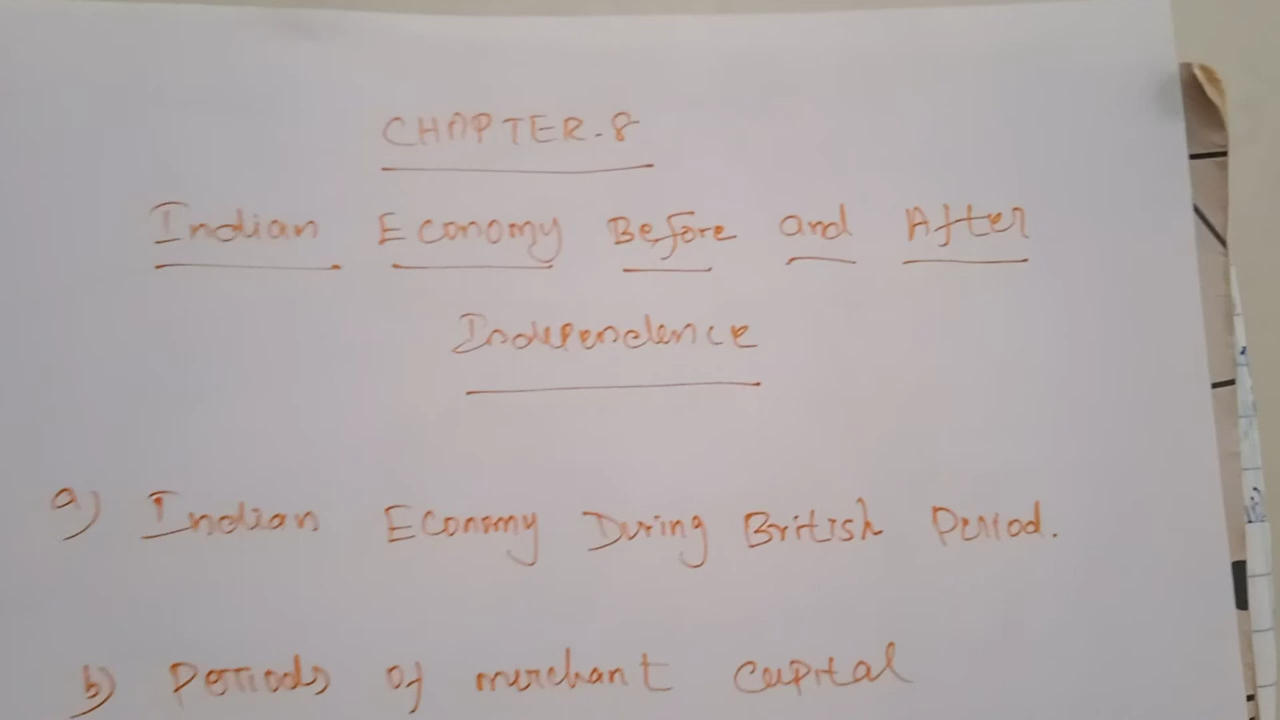 CHAPTER-8
Indian Economy Before and After
Independence
a) Indian Economy During British Period.
b) Periods of merchant capital